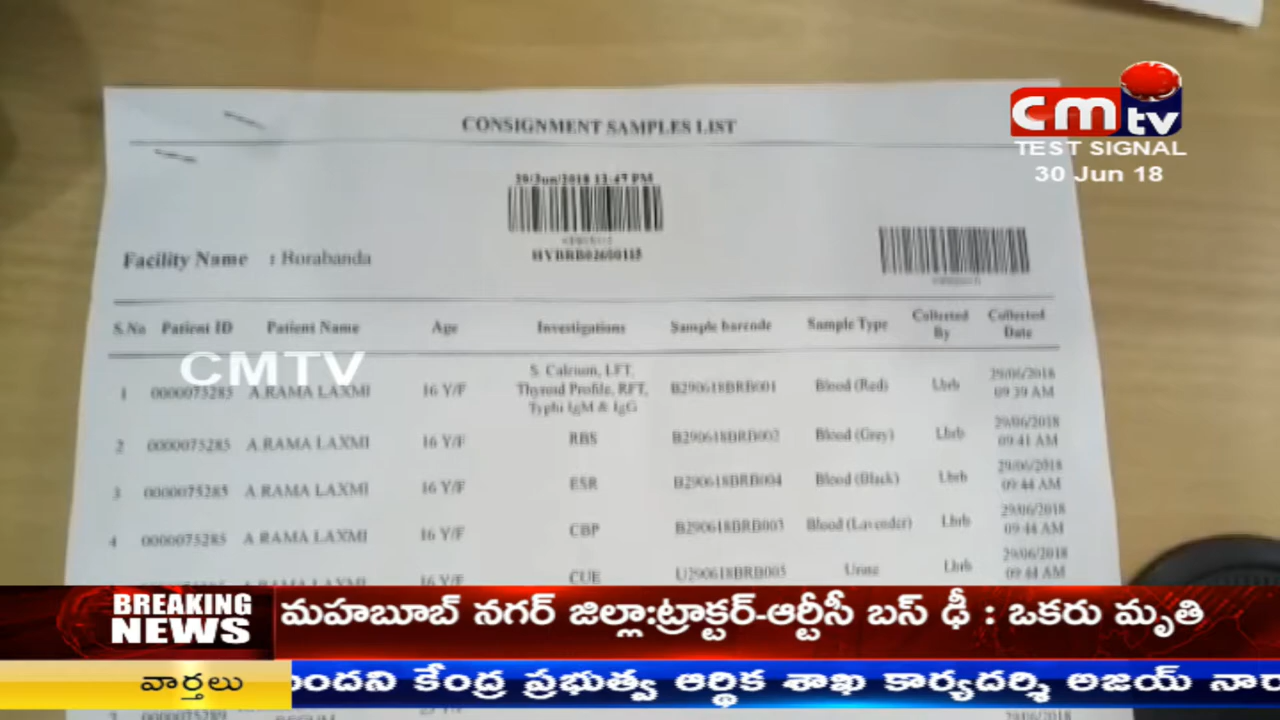 CONSIGNMENT SAMPLES LIST
cm tv
TEST SIGNAL
30 Jun 18
29/Jun/2018 12:47 PM
Facility Name : Borabanda
S.No Patient ID Patient Name Age Investigations Sample barcode Sample Type Collected By Collected Date
CMTV
1 0000075285 A.RAMA LAXMI 16 Y/F S. Calcium, LFT, Thyroid Profile, RFT, Typhi IgM & IgG B290618BRB001 Blood (Red) Lbrb 29/06/2018 09:39 AM
2 0000075285 A.RAMA LAXMI 16 Y/F RBS B290618BRB002 Blood (Grey) Lbrb 29/06/2018 09:41 AM
3 0000075285 A RAMA LAXMI 16 Y/F ESR B290618BRB004 Blood (Black) Lbrb 29/06/2018 09:44 AM
4 0000075285 A RAMA LAXMI 16 Y/F CBP B290618BRB003 Blood (Lavender) Lbrb 29/06/2018 09:44 AM
A RAMA LAXMI 16 Y/F CUE U290618BRB005 Urine Lbrb 29/06/2018 09:44 AM
BREAKING NEWS
మహబూబ్ నగర్ జిల్లా:ట్రాక్టర్-ఆర్టీసీ బస్ ఢీ : ఒకరు మృతి
వార్తలు
కేంద్ర ప్రభుత్వ ఆర్థిక శాఖ కార్యదర్శి అజయ్